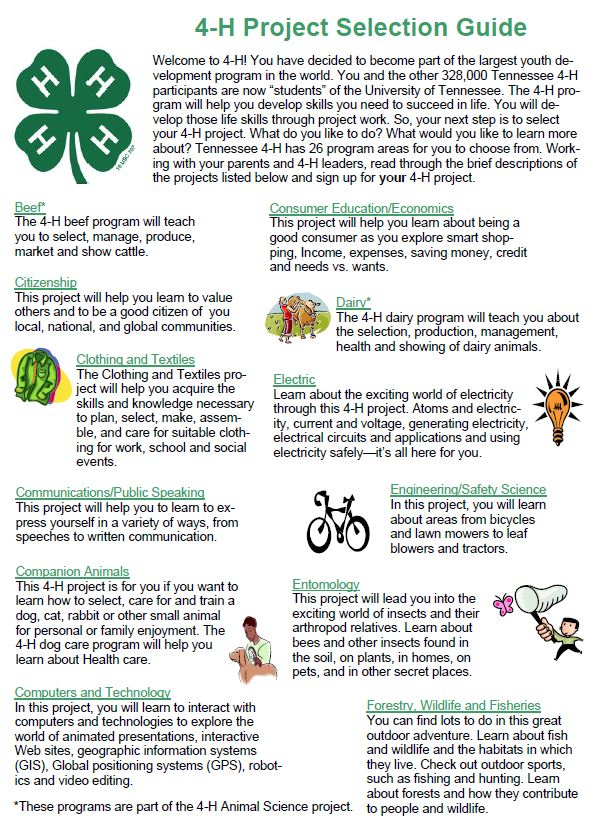 4-H Project Selection Guide
H H
H H
18 USC 707
Welcome to 4-H! You have decided to become part of the largest youth de-
velopment program in the world. You and the other 328,000 Tennessee 4-H
participants are now “students” of the University of Tennessee. The 4-H pro-
gram will help you develop skills you need to succeed in life. You will de-
velop those life skills through project work. So, your next step is to select
your 4-H project. What do you like to do? What would you like to learn more
about? Tennessee 4-H has 26 program areas for you to choose from. Work-
ing with your parents and 4-H leaders, read through the brief descriptions of
the projects listed below and sign up for your 4-H project.
Beef*
The 4-H beef program will teach
you to select, manage, produce,
market and show cattle.
Citizenship
This project will help you learn to value
others and to be a good citizen of  you
local, national, and global communities.
Clothing and Textiles
The Clothing and Textiles pro-
ject will help you acquire the
skills and knowledge necessary
to plan, select, make, assem-
ble, and care for suitable cloth-
ing for work, school and social
events.
Communications/Public Speaking
This project will help you to learn to ex-
press yourself in a variety of ways, from
speeches to written communication.
Companion Animals
This 4-H project is for you if you want to
learn how to select, care for and train a
dog, cat, rabbit or other small animal
for personal or family enjoyment. The
4-H dog care program will help you
learn about Health care.
Computers and Technology
In this project, you will learn to interact with
computers and technologies to explore the
world of animated presentations, interactive
Web sites, geographic information systems
(GIS), Global positioning systems (GPS), robot-
ics and video editing.
*These programs are part of the 4-H Animal Science project.
Consumer Education/Economics
This project will help you learn about being a
good consumer as you explore smart shop-
ping, Income, expenses, saving money, credit
and needs vs. wants.
Dairy*
The 4-H dairy program will teach you about
the selection, production, management,
health and showing of dairy animals.
Electric
Learn about the exciting world of electricity
through this 4-H project. Atoms and electric-
ity, current and voltage, generating electricity,
electrical circuits and applications and using
electricity safely—it’s all here for you.
Engineering/Safety Science
In this project, you will learn
about areas from bicycles
and lawn mowers to leaf
blowers and tractors.
Entomology
This project will lead you into the
exciting world of insects and their
arthropod relatives. Learn about
bees and other insects found in
the soil, on plants, in homes, on
pets, and in other secret places.
Forestry, Wildlife and Fisheries
You can find lots to do in this great
outdoor adventure. Learn about fish
and wildlife and the habitats in which
they live. Check out outdoor sports,
such as fishing and hunting. Learn
about forests and how they contribute
to people and wildlife.